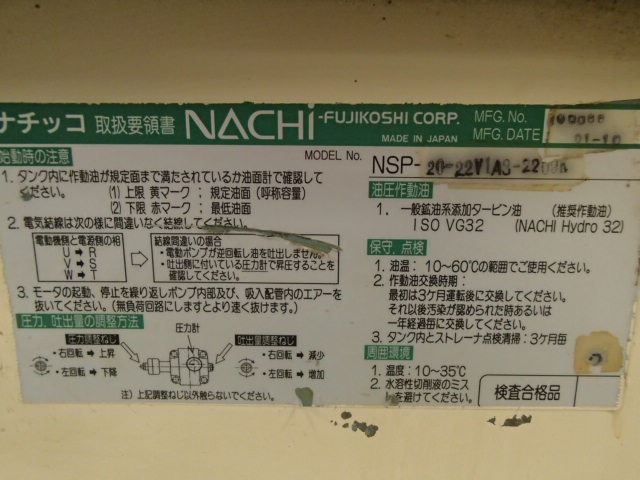 ナチッコ 取扱要領書 NACHi-FUJIKOSHI CORP.
MADE IN JAPAN
MFG. No.
MFG. DATE 01-10
MODEL No. NSP-20-22V1A3-22
始動時の注意
1. タンク内に作動油が規定面まで満たされているか油面計で確認して
ください。 (1) 上限 黄マーク : 規定油面 (呼称容量)
(2) 下限 赤マーク : 最低油面
2. 電気結線は次の様に間違いなく結線してください。
電動機側と電源側の相
U→R
V→S
W→T
結線間違いの場合
・電動ポンプが逆回転し油を吐出しません。
・吐出側に付いている圧力計で昇圧することを
確認してください。
3. モータの起動、停止を繰り返しポンプ内部及び、吸入配管内のエアーを
抜いてください。(無負荷回路にしますとより速く抜けます。)
圧力、吐出量の調整方法
圧力調整ねじ
・右回転→上昇
・左回転→下降
圧力計
吐出量調整ねじ
・右回転→減少
・左回転→増加
注) 上記調整ねじ以外触らないでください。
油圧作動油
1. 一般鉱油系添加タービン油 (推奨作動油)
ISO VG32 (NACHI Hydro 32)
保守、点検
1. 油温: 10〜60℃の範囲でご使用ください。
2. 作動油交換時期:
最初は3ヶ月運転後に交換してください。
それ以後汚染が認められた時あるいは
一年経過毎に交換してください。
3. タンク内とストレーナ点検清掃: 3ヶ月毎
周囲環境
1. 温度: 10〜35℃
2. 水溶性切削液のミス
を避けてください。
検査合格品